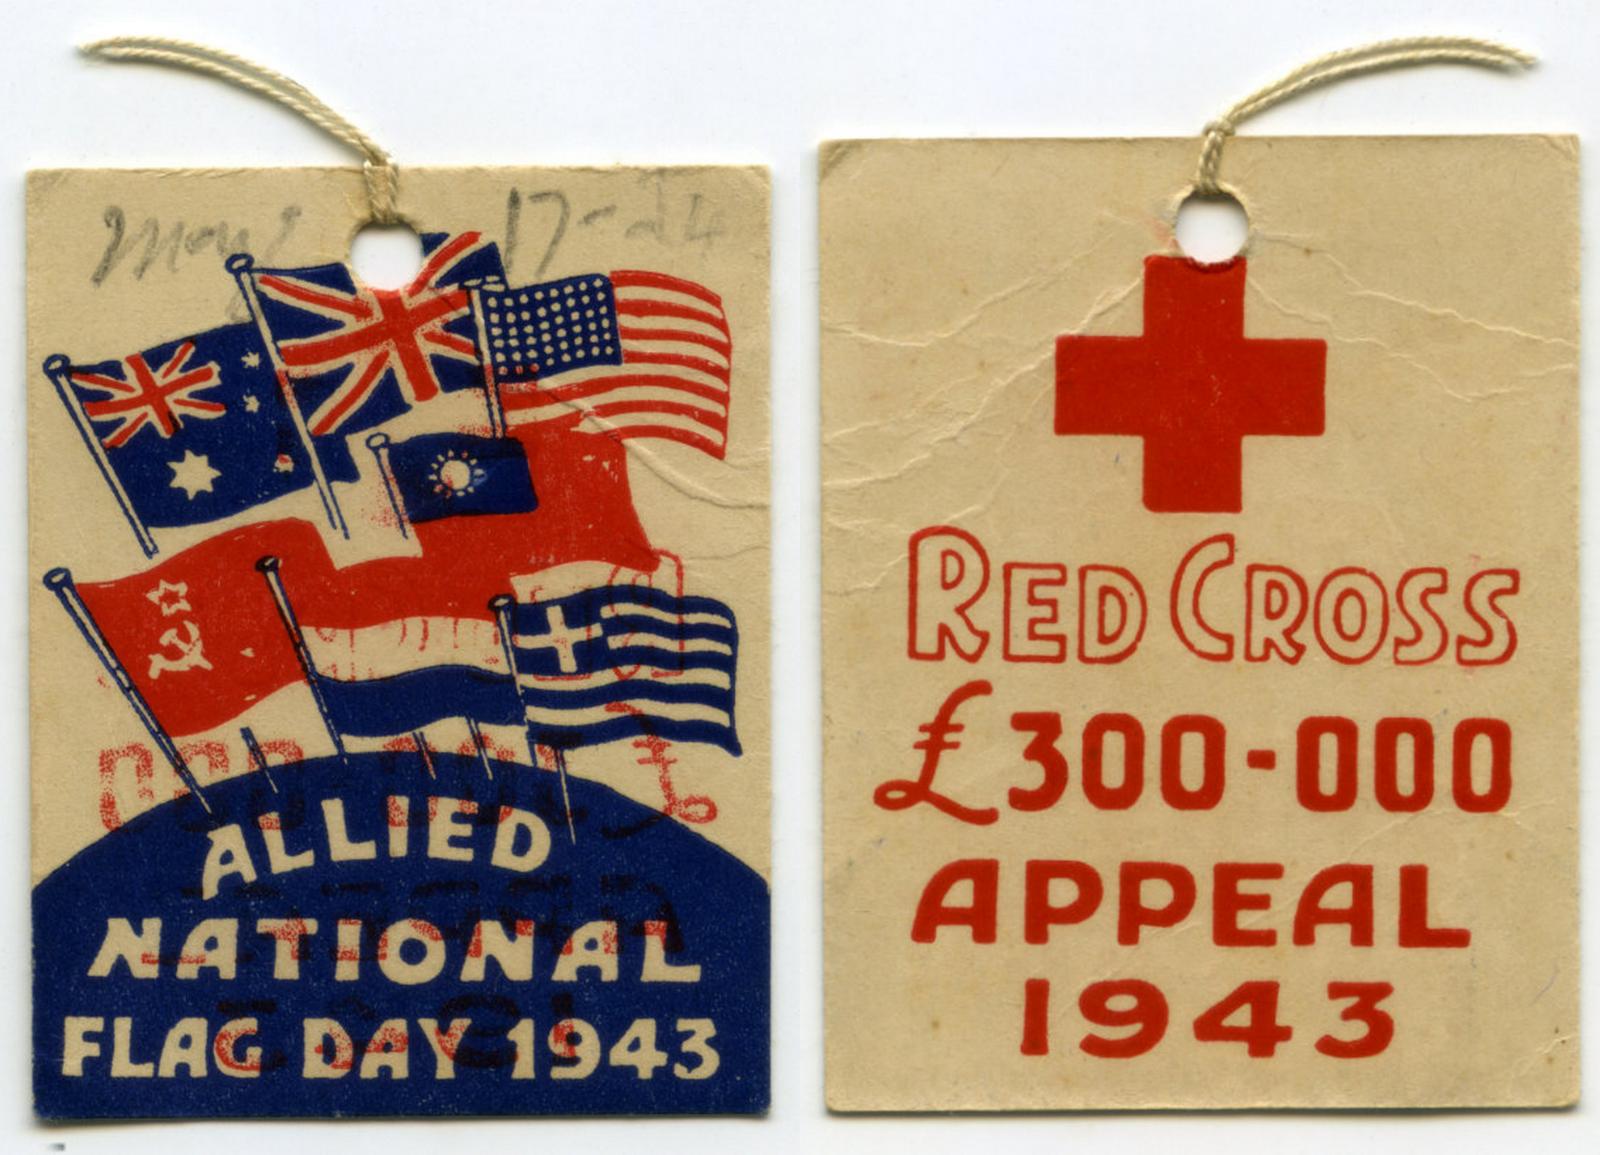 May 17-24
ALLIED
NATIONAL
FLAG DAY 1943
RED CROSS
£300-000
APPEAL
1943